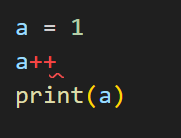 a = 1
a++
print(a)